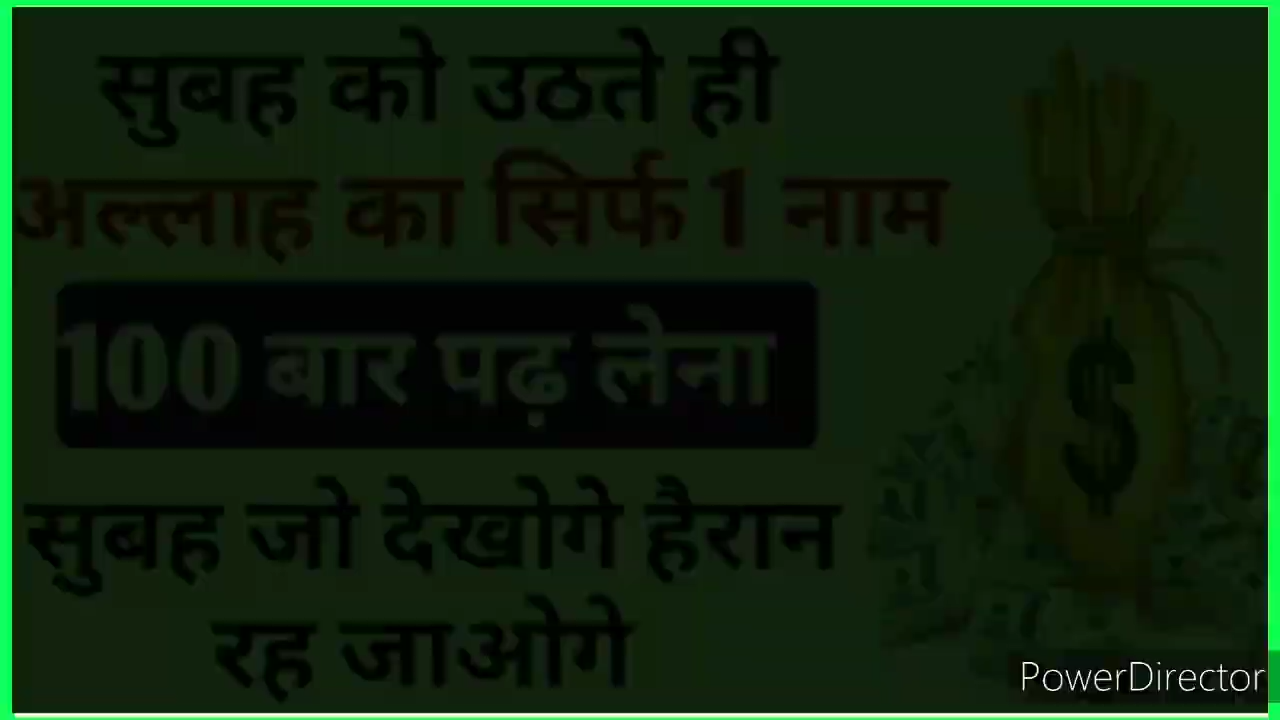 सुबह को उठते ही
अल्लाह का सिर्फ 1 नाम
100 बार पढ़ लेना
सुबह जो देखोगे हैरान
रह जाओगे
$
PowerDirector